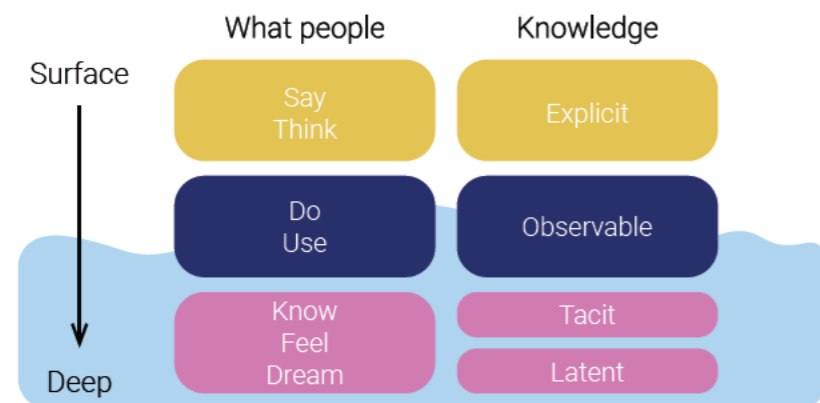 What people
Knowledge
Surface
Say
Think
Explicit
Do
Use
Observable
Know
Feel
Dream
Tacit
Latent
Deep